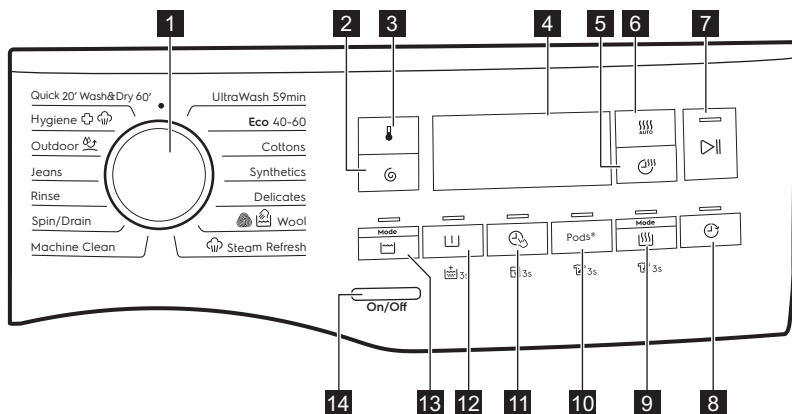 1
2
3
4
5
6
7
Quick 20' Wash&Dry 60'
UltraWash 59min
Hygiene
Eco 40-60
Outdoor
Cottons
Jeans
Synthetics
Rinse
Delicates
Spin/Drain
Wool
Machine Clean
Steam Refresh
AUTO
Mode
Pods®
Mode
3s
3s
3s
3s
On/Off
14
13
12
11
10
9
8